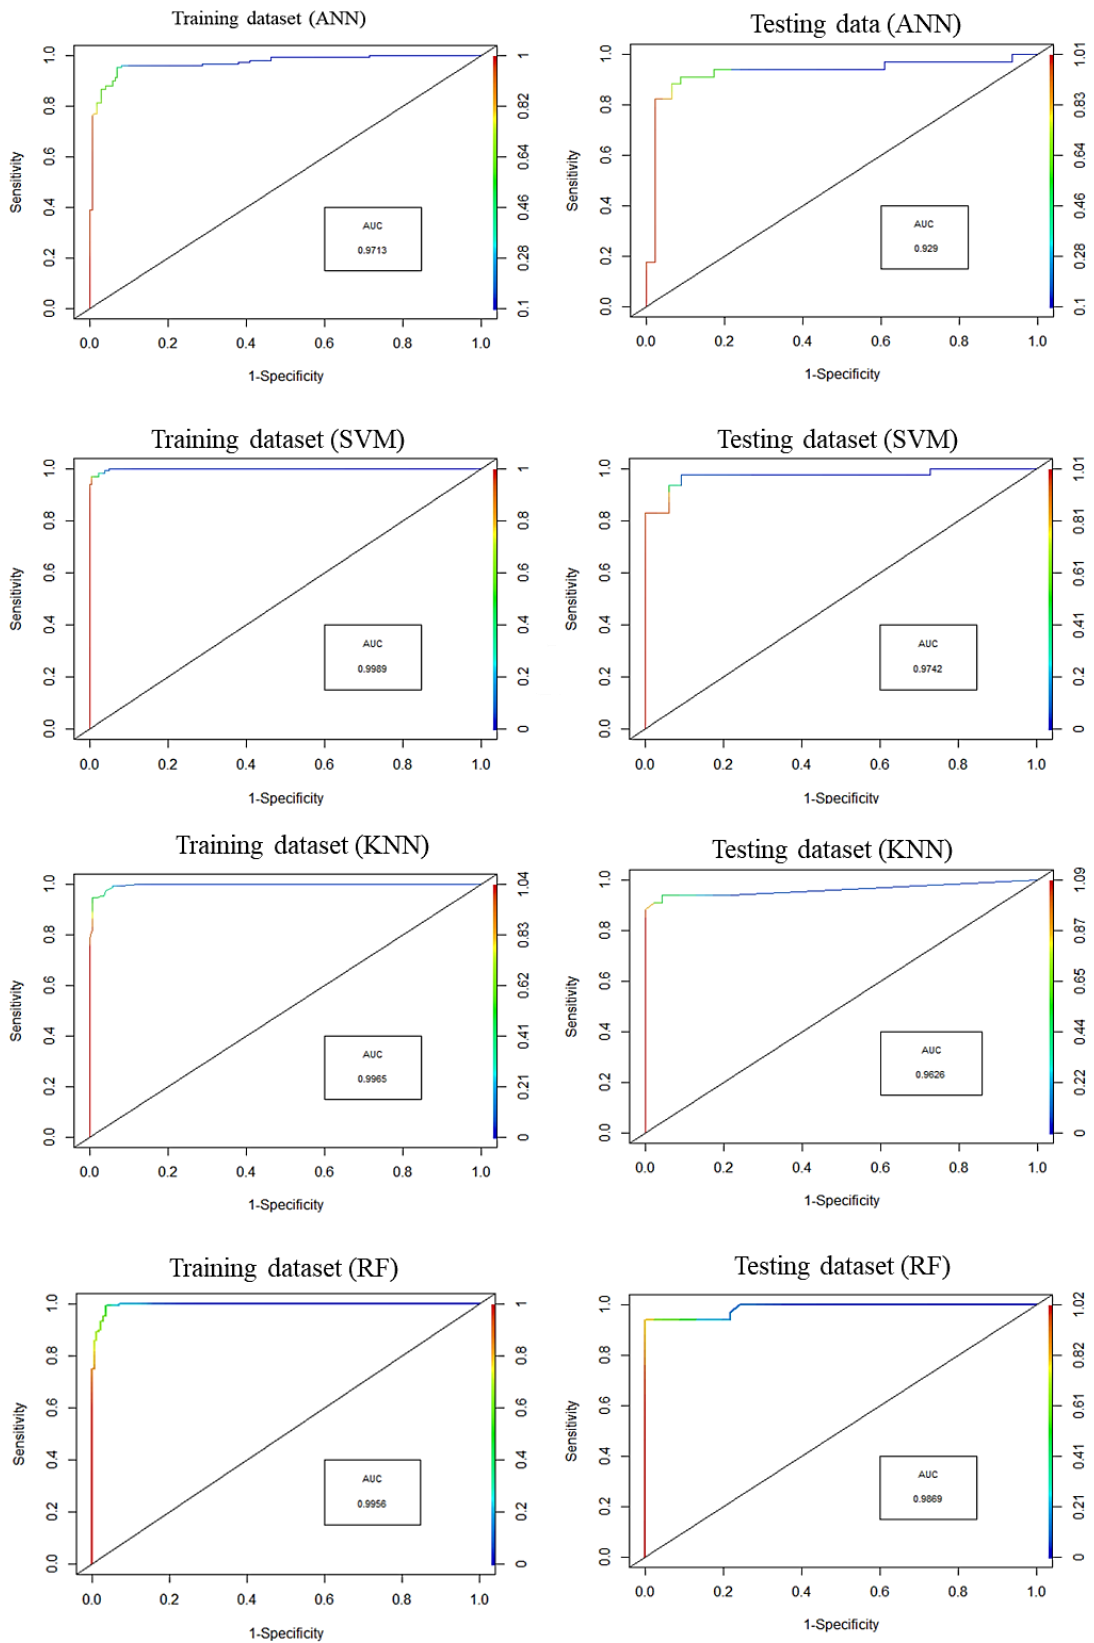 Training dataset (ANN)
Sensitivity
0.0 0.2 0.4 0.6 0.8 1.0
AUC
0.9713
0.1 0.28 0.46 0.64 0.82 1
0.0 0.2 0.4 0.6 0.8 1.0
1-Specificity
Testing data (ANN)
Sensitivity
0.0 0.2 0.4 0.6 0.8 1.0
AUC
0.929
0.1 0.28 0.46 0.64 0.83 1.01
0.0 0.2 0.4 0.6 0.8 1.0
1-Specificity
Training dataset (SVM)
Sensitivity
0.0 0.2 0.4 0.6 0.8 1.0
AUC
0.9989
0 0.2 0.4 0.6 0.8 1
0.0 0.2 0.4 0.6 0.8 1.0
1-Specificity
Testing dataset (SVM)
Sensitivity
0.0 0.2 0.4 0.6 0.8 1.0
AUC
0.9742
0 0.2 0.41 0.61 0.81 1.01
0.0 0.2 0.4 0.6 0.8 1.0
1-Specificity
Training dataset (KNN)
Sensitivity
0.0 0.2 0.4 0.6 0.8 1.0
AUC
0.9965
0 0.21 0.41 0.62 0.83 1.04
0.0 0.2 0.4 0.6 0.8 1.0
1-Specificity
Testing dataset (KNN)
Sensitivity
0.0 0.2 0.4 0.6 0.8 1.0
AUC
0.9626
0 0.22 0.44 0.65 0.87 1.09
0.0 0.2 0.4 0.6 0.8 1.0
1-Specificity
Training dataset (RF)
Sensitivity
0.0 0.2 0.4 0.6 0.8 1.0
AUC
0.9956
0 0.2 0.4 0.6 0.8 1
0.0 0.2 0.4 0.6 0.8 1.0
1-Specificity
Testing dataset (RF)
Sensitivity
0.0 0.2 0.4 0.6 0.8 1.0
AUC
0.9869
0 0.21 0.41 0.61 0.82 1.02
0.0 0.2 0.4 0.6 0.8 1.0
1-Specificity